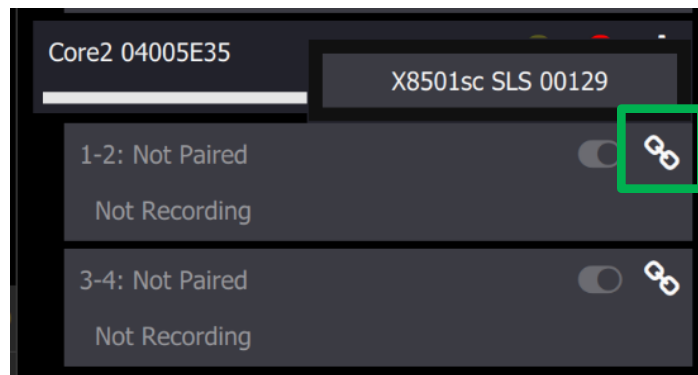 Core2 04005E35
X8501sc SLS 00129
1-2: Not Paired
Not Recording
3-4: Not Paired
Not Recording